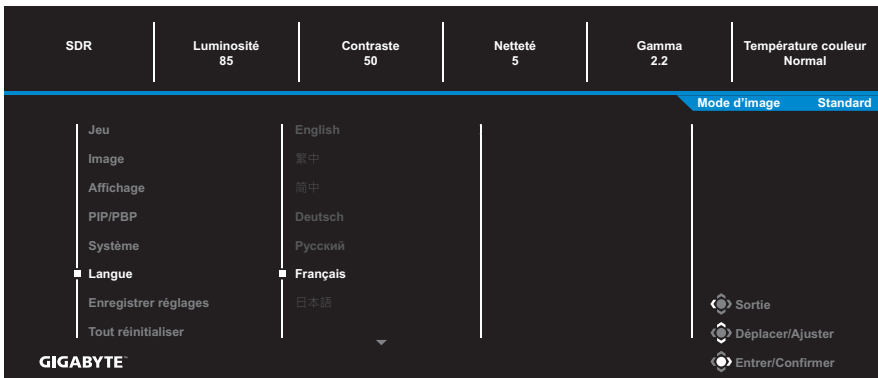 SDR
Luminosité
85
Contraste
50
Netteté
5
Gamma
2.2
Température couleur
Normal
Mode d'image Standard
Jeu
Image
Affichage
PIP/PBP
Système
Langue
Enregistrer réglages
Tout réinitialiser
English
繁中
简中
Deutsch
Русский
Français
日本語
Sortie
Déplacer/Ajuster
Entrer/Confirmer
GIGABYTE™